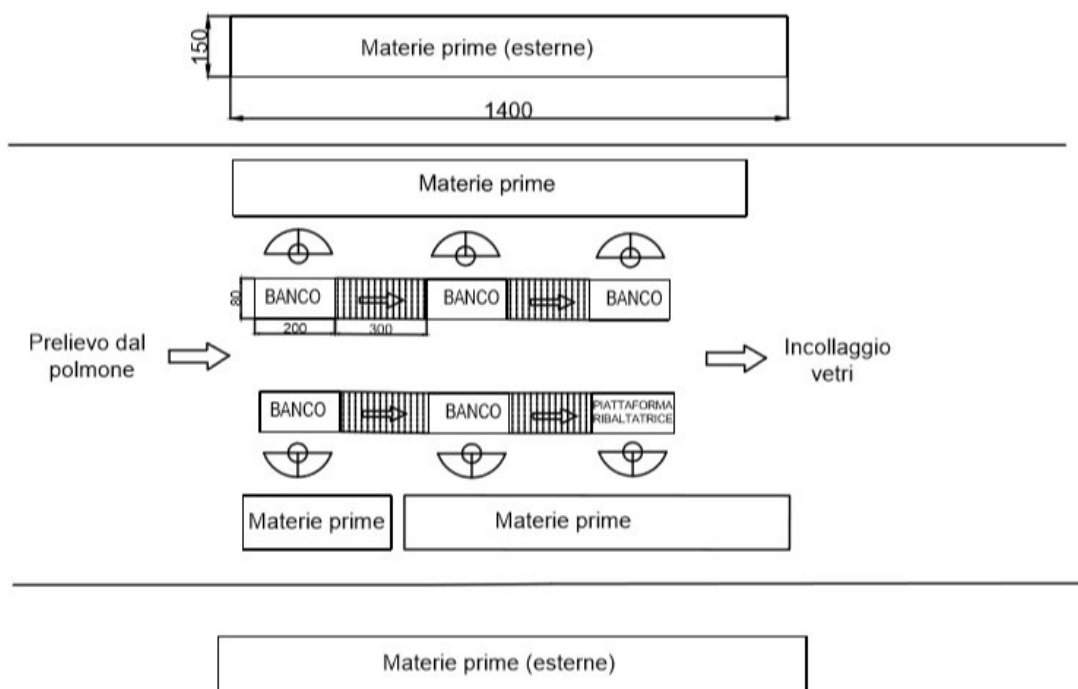 150
Materie prime (esterne)
1400
Materie prime
80
BANCO
BANCO
BANCO
200
300
Prelievo dal
polmone
Incollaggio
vetri
BANCO
BANCO
PIATTAFORMA
RIBALTATRICE
Materie prime
Materie prime
Materie prime (esterne)